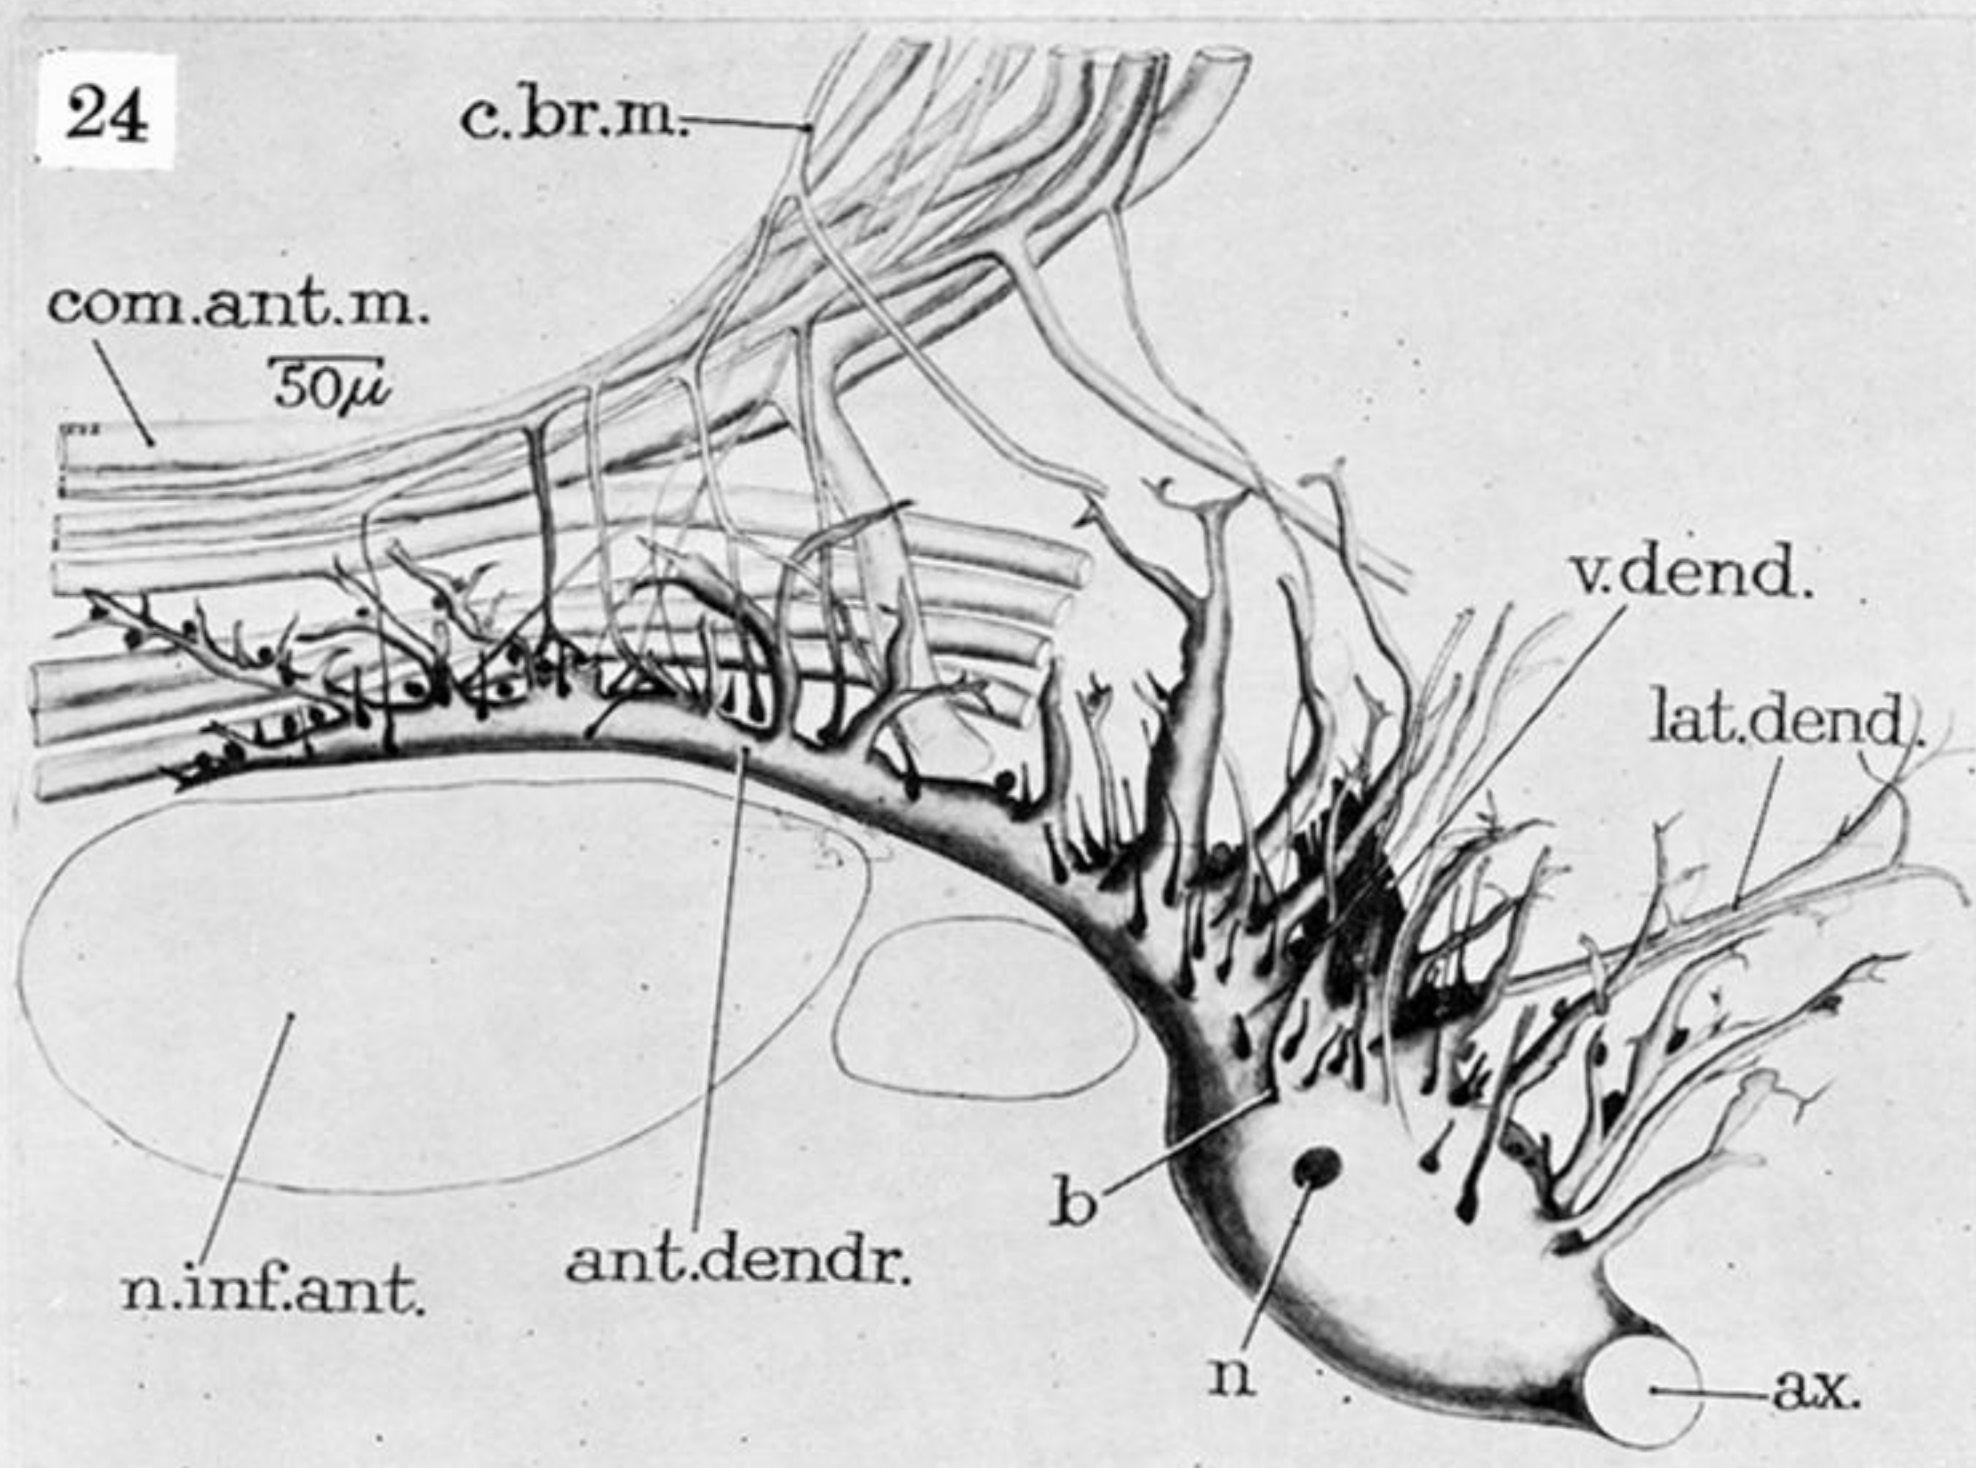 24
c.br.m.
com.ant.m.
50μ
v.dend.
lat.dend.
b
n.inf.ant.
ant.dendr.
n
ax.